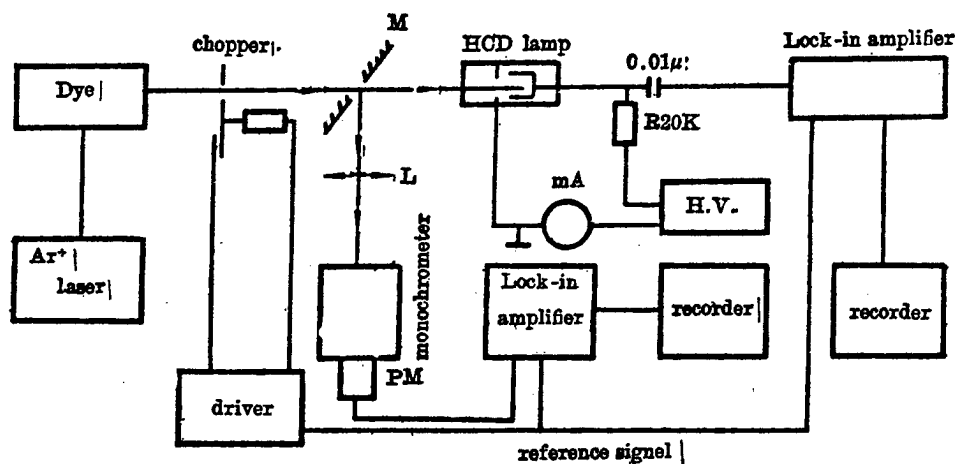 M
chopper
HCD lamp
Lock-in amplifier
0.01μ
Dye
R20K
L
mA
H.V.
Ar+
laser
monochrometer
Lock-in
amplifier
recorder
recorder
PM
driver
reference signel